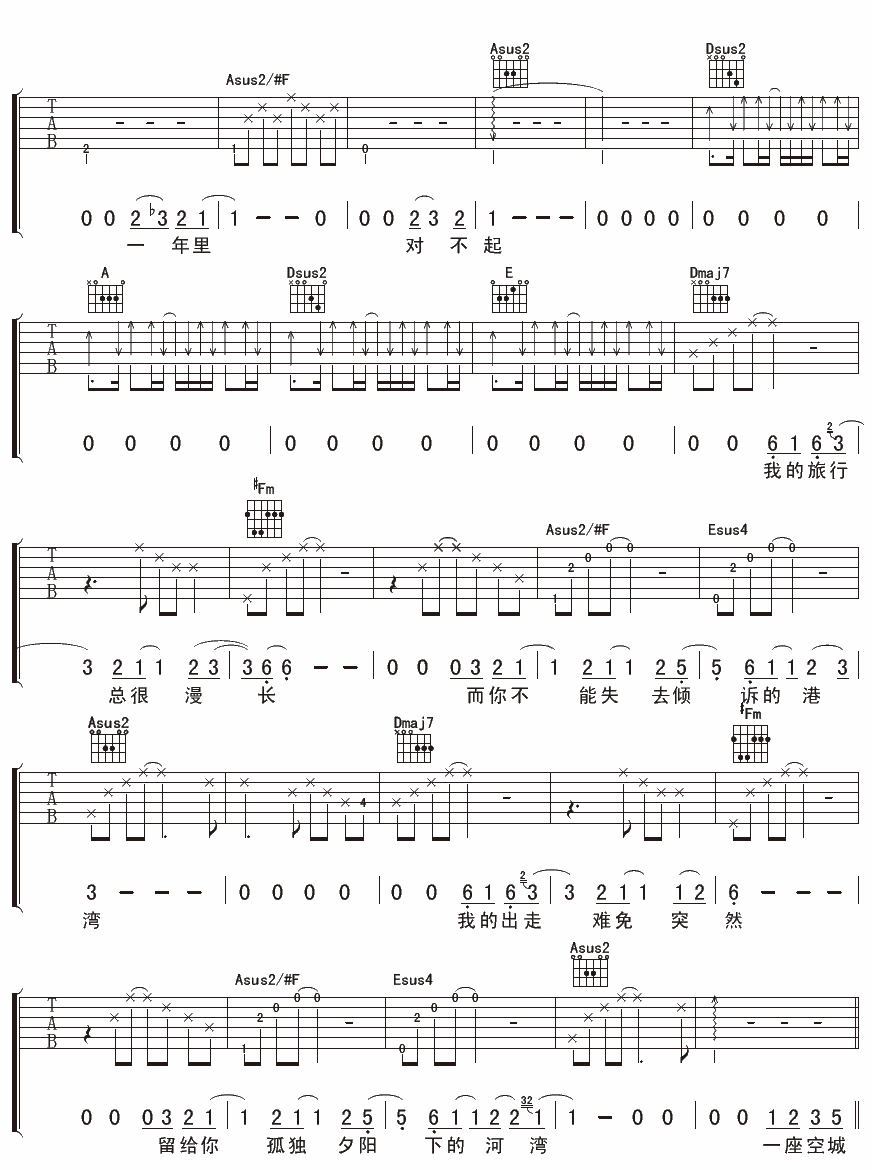 Asus2 Dsus2
Asus2/#F
T A B 2 1 0
0 0 2 ♭3 2 1 | 1 – – 0 | 0 0 2 3 2 | 1 – – – | 0 0 0 0 | 0 0 0 0 |
一 年里 对 不 起
A Dsus2 E Dmaj7
T A B
0 0 0 0 | 0 0 0 0 | 0 0 0 0 | 0 0 6 1 6 2 3 |
我的旅行
#Fm
Asus2/#F Esus4
T A B 1 2 0 0 0 0 2 0 0 0
3 2 1 1 2 3 | 3 6 6 – – | 0 0 0 3 2 1 | 1 2 1 1 2 5 | 5 6 1 1 2 3 |
总很 漫 长 而你不 能失 去倾 诉的 港
Asus2 Dmaj7 #Fm
T A B 4
3 – – – | 0 0 0 0 | 0 0 6 1 6 2 3 | 3 2 1 1 1 2 | 6 – – – |
湾 我的出走 难免 突 然
Asus2
Asus2/#F Esus4
T A B 1 2 0 0 0 0 2 0 0 0
0 0 0 3 2 1 | 1 2 1 1 2 5 | 5 6 1 1 2 2 32 1 | 1 – 0 0 | 0 0 1 2 3 5 ||
留给你 孤独 夕阳 下的 河 湾 一座空城